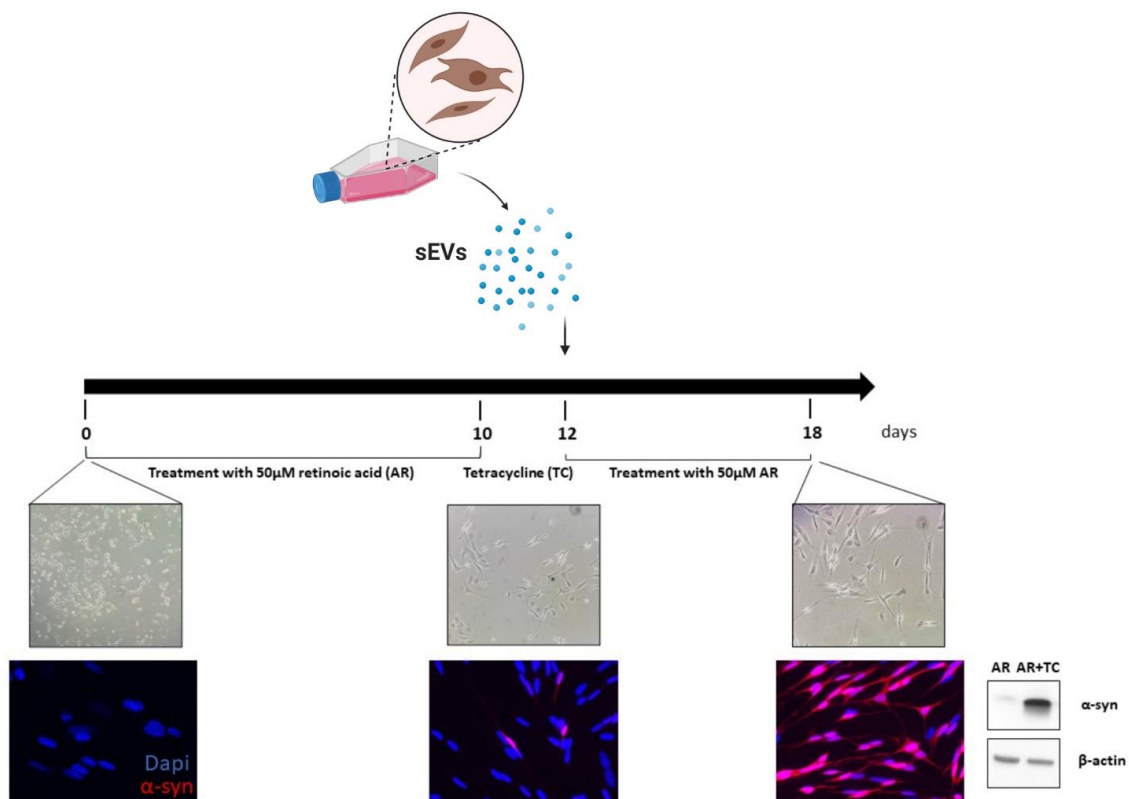 sEVs
0
10
12
18
days
Treatment with 50μM retinoic acid (AR)
Tetracycline (TC)
Treatment with 50μM AR
Dapi
α-syn
AR AR+TC
α-syn
β-actin